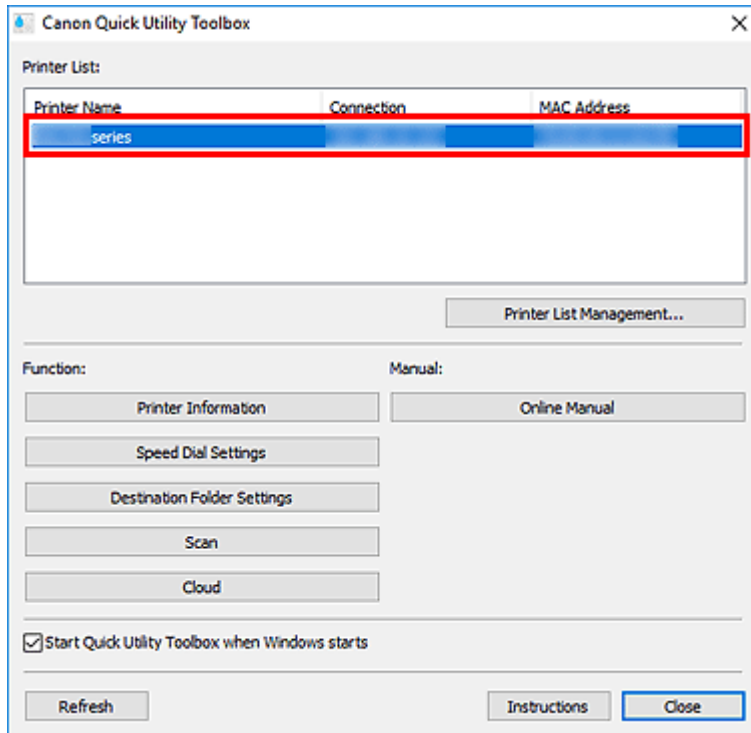 Canon Quick Utility Toolbox
Printer List:
Printer Name Connection MAC Address
series
Printer List Management...
Function: Manual:
Printer Information Online Manual
Speed Dial Settings
Destination Folder Settings
Scan
Cloud
Start Quick Utility Toolbox when Windows starts
Refresh Instructions Close